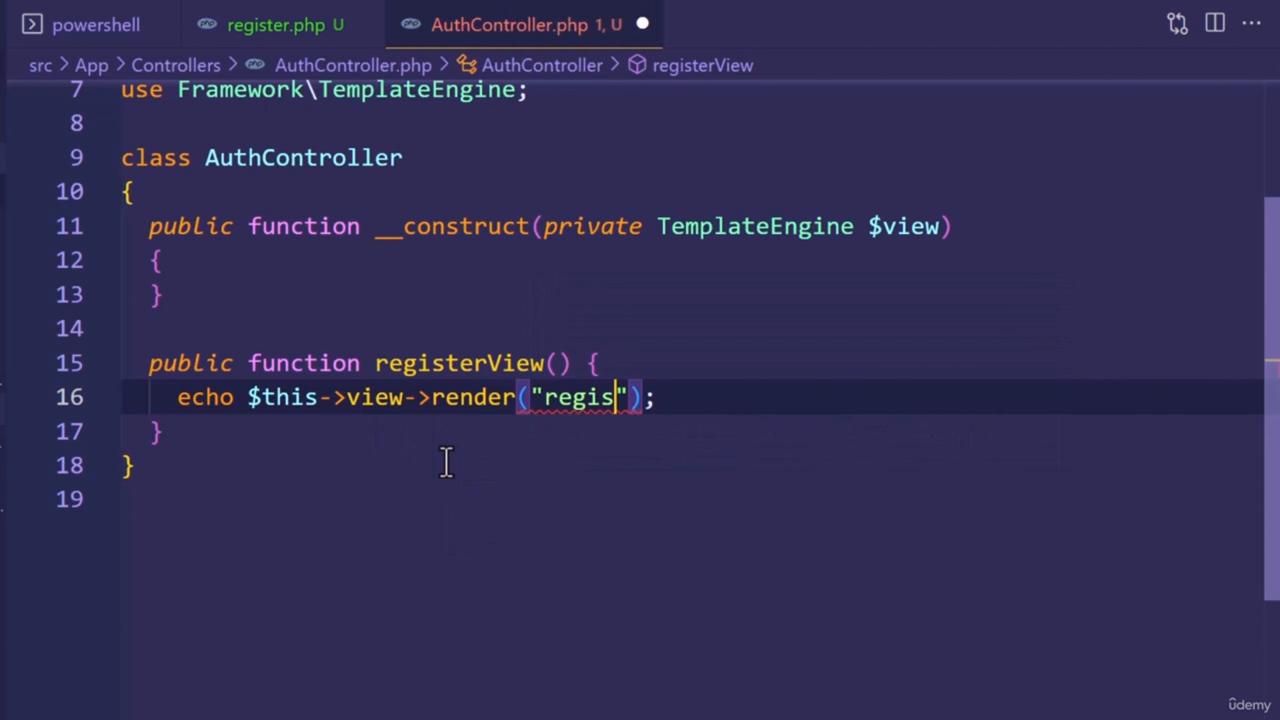 powershell
register.php U
AuthController.php 1, U
src > App > Controllers > AuthController.php > AuthController > registerView
7 use Framework\TemplateEngine;
8
9 class AuthController
10 {
11 public function __construct(private TemplateEngine $view)
12 {
13 }
14
15 public function registerView() {
16 echo $this->view->render("regis");
17 }
18 }
19
ûdemy